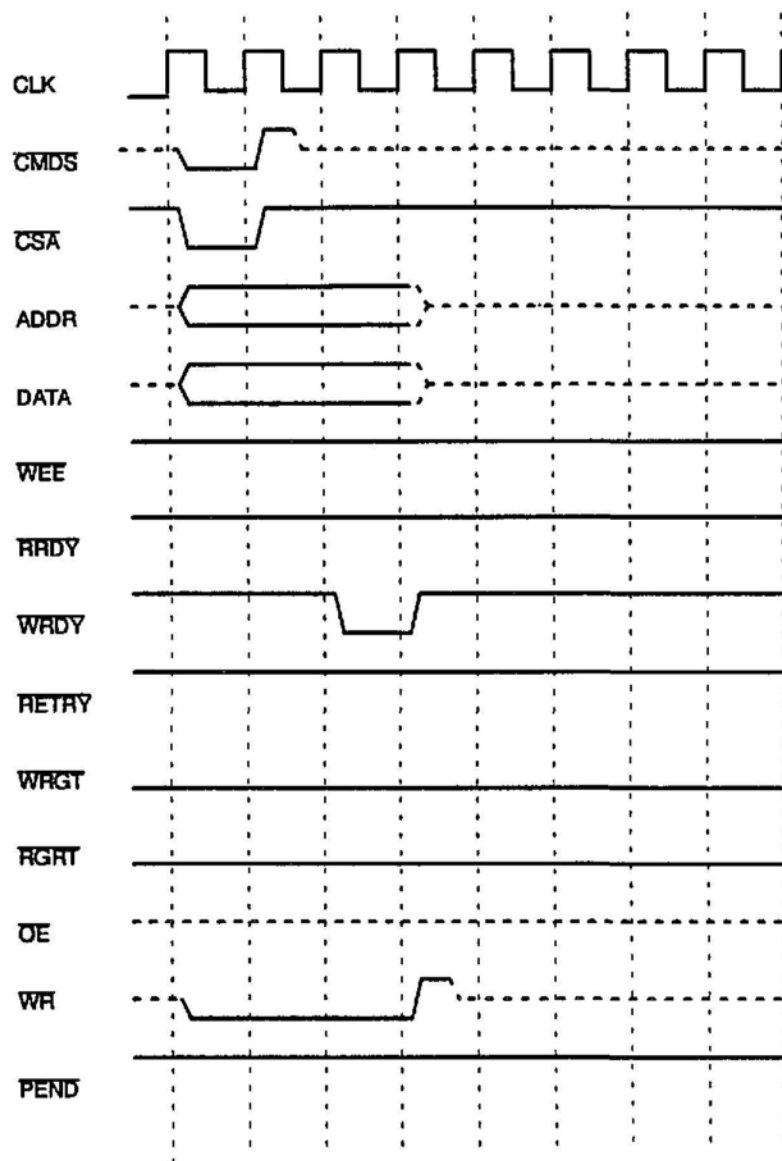 CLK
CMDS
CSA
ADDR
DATA
WEE
RRDY
WRDY
RETRY
WRGT
RGRT
OE
WR
PEND